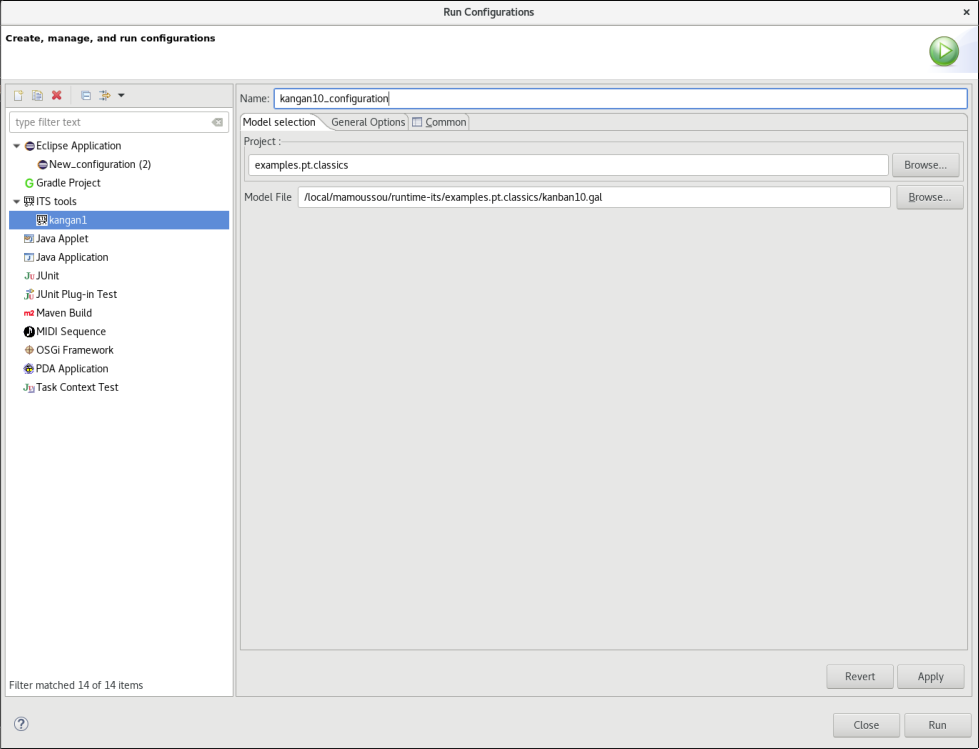 Run Configurations
×
Create, manage, and run configurations
type filter text
Eclipse Application
New_configuration (2)
G Gradle Project
ITS tools
kangan1
Java Applet
Java Application
Ju JUnit
JUnit Plug-in Test
m2 Maven Build
MIDI Sequence
OSGi Framework
PDA Application
Task Context Test
Filter matched 14 of 14 items
Name: kangan10_configuration
Model selection General Options Common
Project :
examples.pt.classics Browse...
Model File /local/mamoussou/runtime-its/examples.pt.classics/kanban10.gal Browse...
Revert Apply
? Close Run